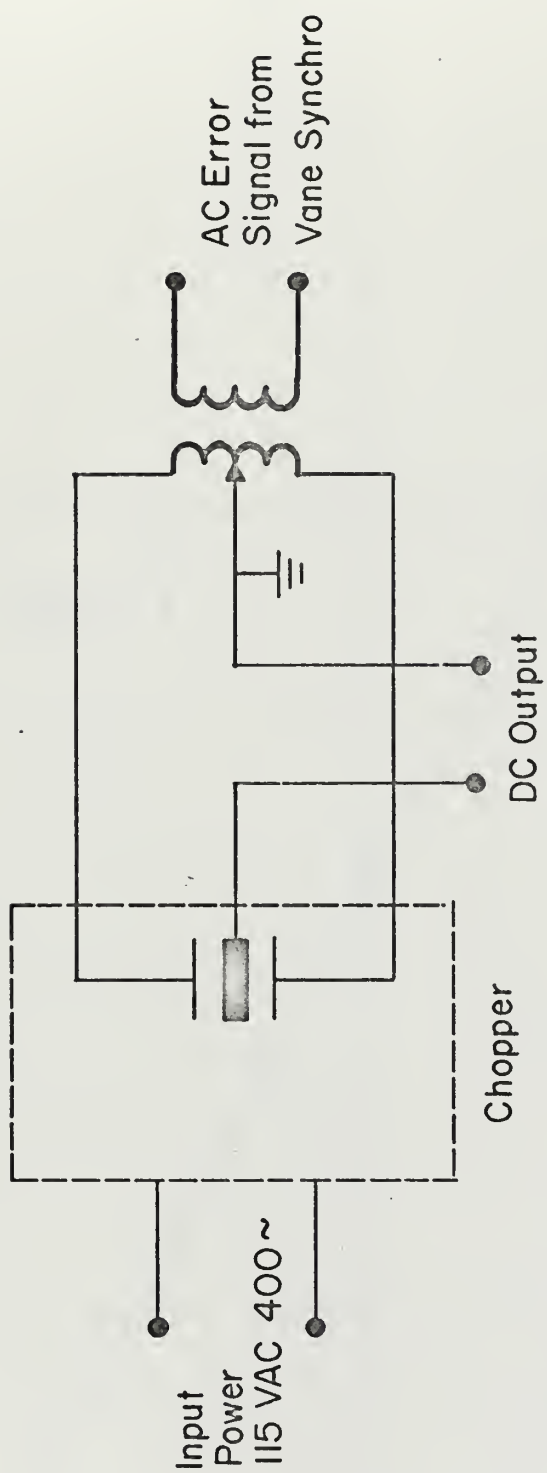 Input
Power
115 VAC 400~
Chopper
DC Output
AC Error
Signal from
Vane Synchro